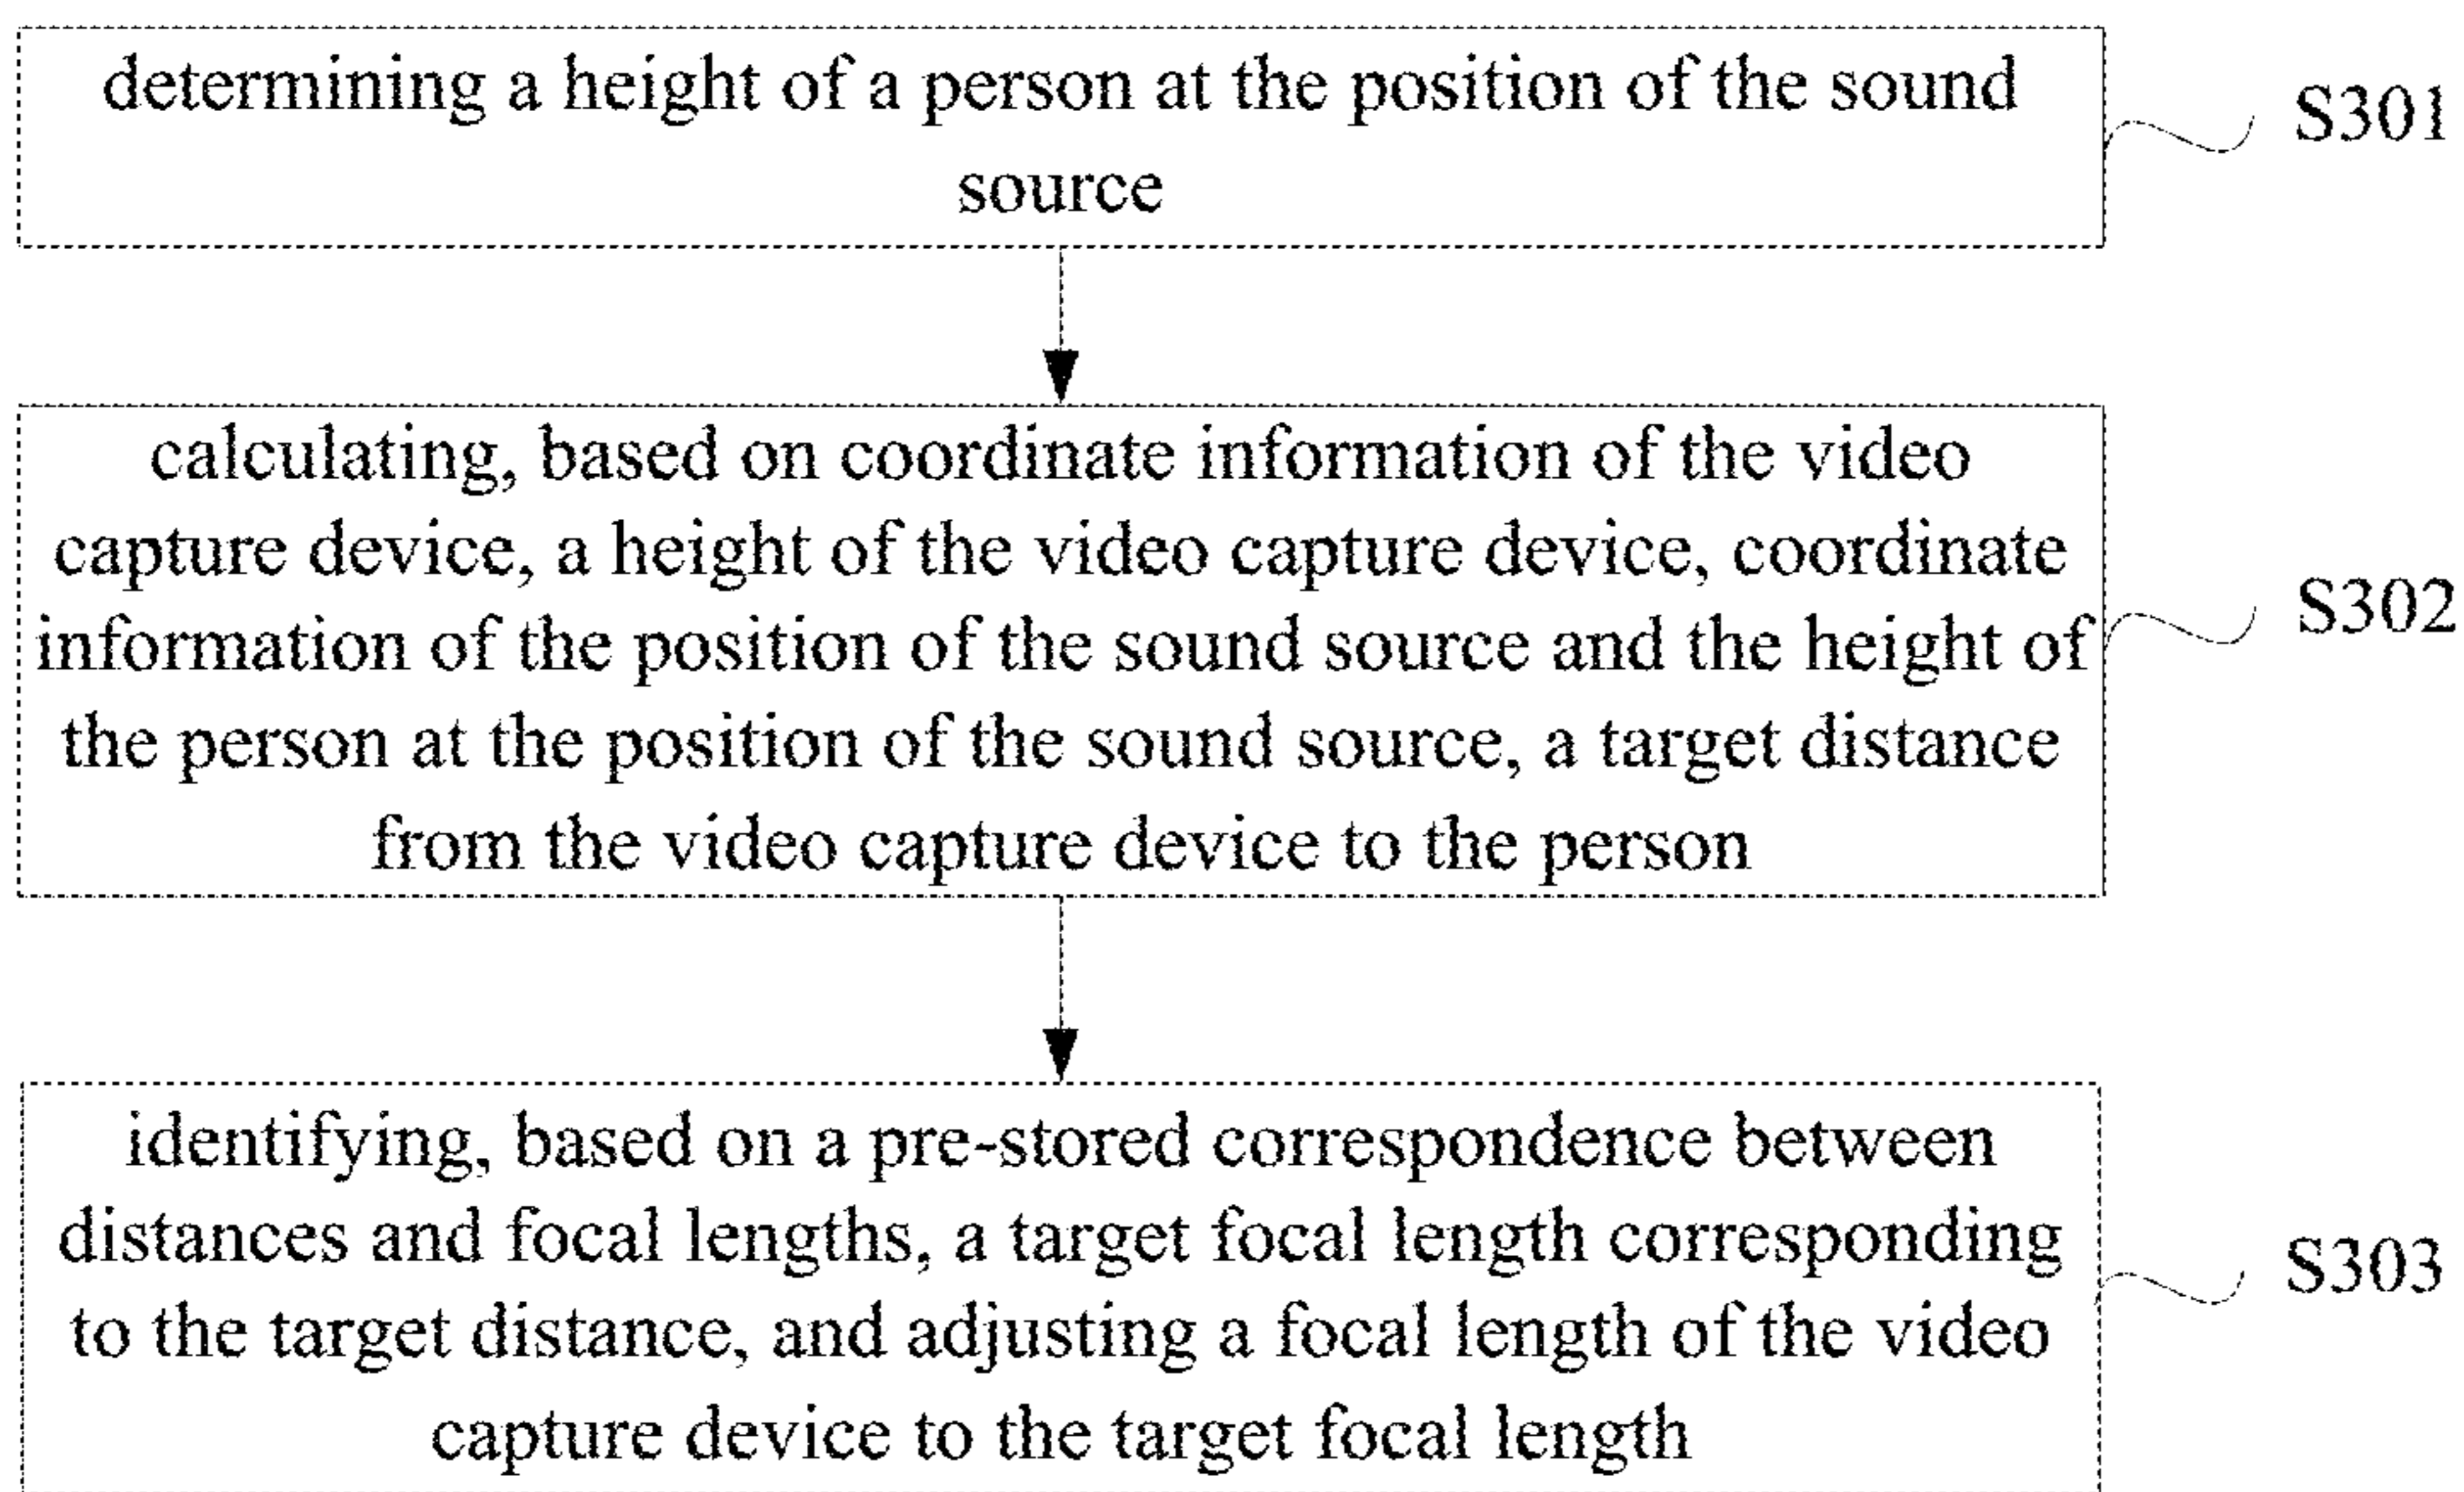 determining a height of a person at the position of the sound
source
S301
calculating, based on coordinate information of the video
capture device, a height of the video capture device, coordinate
information of the position of the sound source and the height of
the person at the position of the sound source, a target distance
from the video capture device to the person
S302
identifying, based on a pre-stored correspondence between
distances and focal lengths, a target focal length corresponding
to the target distance, and adjusting a focal length of the video
capture device to the target focal length
S303